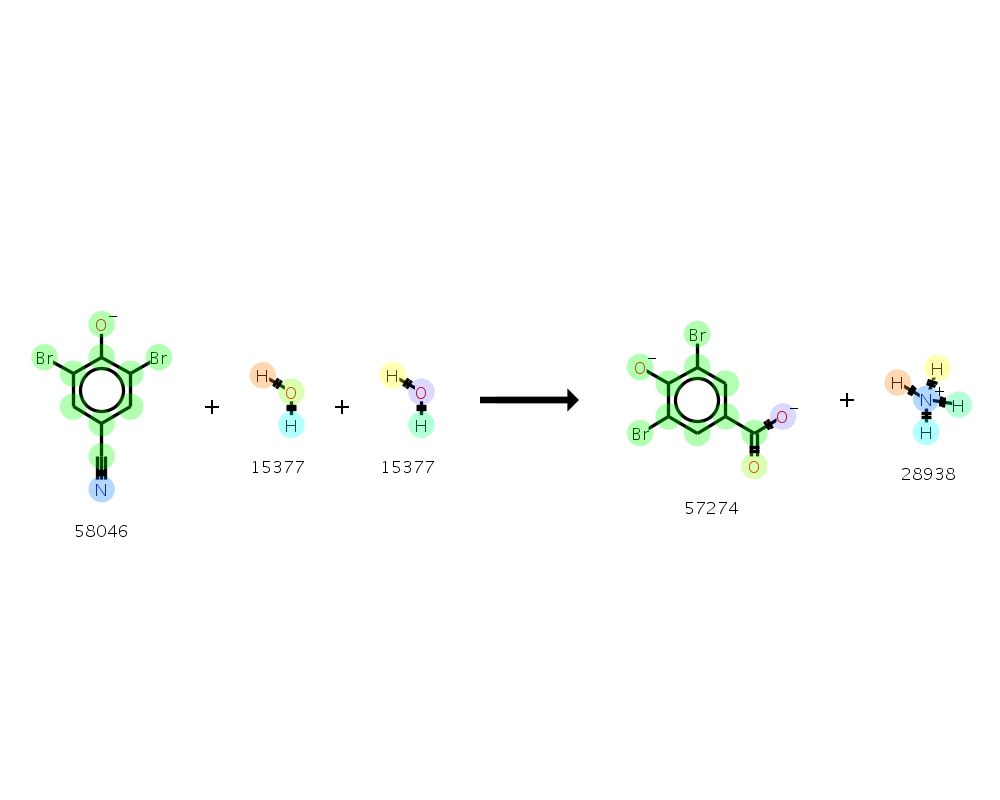 O−
Br Br
N
58046
+
H O
H
15377
+
H O
H
15377
Br
O−
Br
O−
O
57274
+
H H
N+ H
H
28938